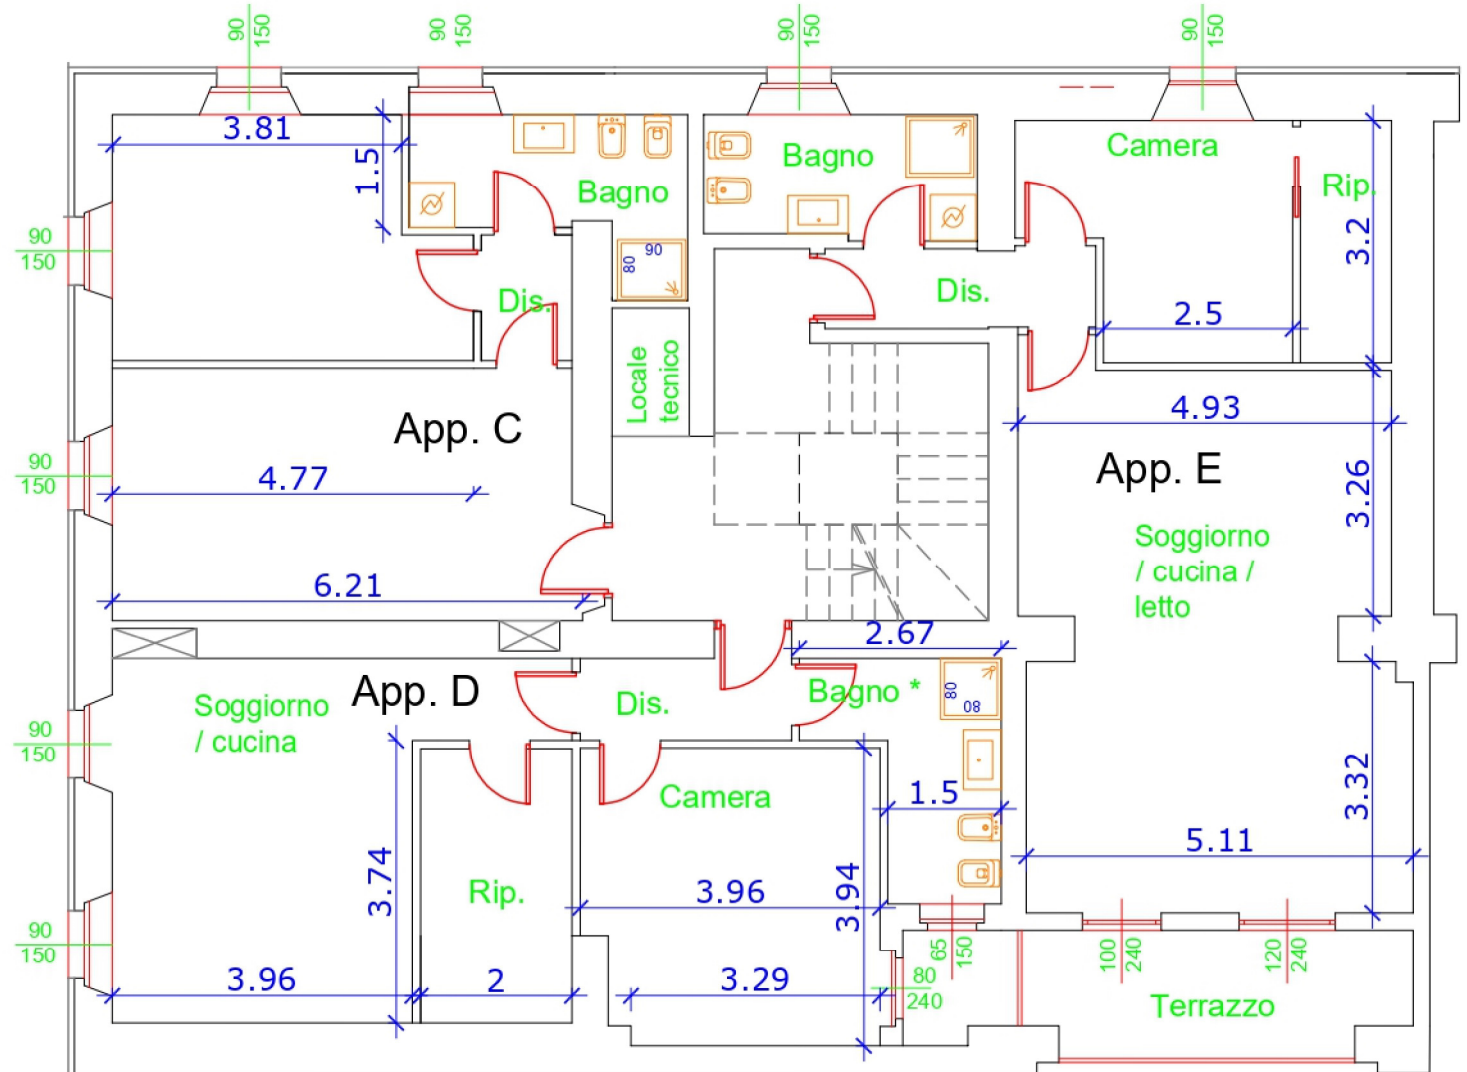 90
150
90
150
90
150
90
150
3.81
1.5
Bagno
Bagno
Camera
Rip.
3.2
90
150
80
90
Dis.
Dis.
2.5
Locale
tecnico
App. C
4.93
90
150
4.77
App. E
3.26
Soggiorno
/ cucina /
letto
6.21
2.67
App. D
Soggiorno
/ cucina
Dis.
Bagno *
80
80
90
150
Camera
1.5
3.32
5.11
3.74
Rip.
3.96
3.94
90
150
65
150
100
240
120
240
3.96
2
3.29
80
240
Terrazzo